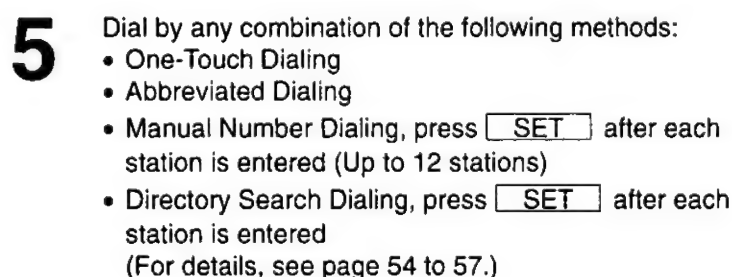 5 Dial by any combination of the following methods:
• One-Touch Dialing
• Abbreviated Dialing
• Manual Number Dialing, press SET after each
station is entered (Up to 12 stations)
• Directory Search Dialing, press SET after each
station is entered
(For details, see page 54 to 57.)